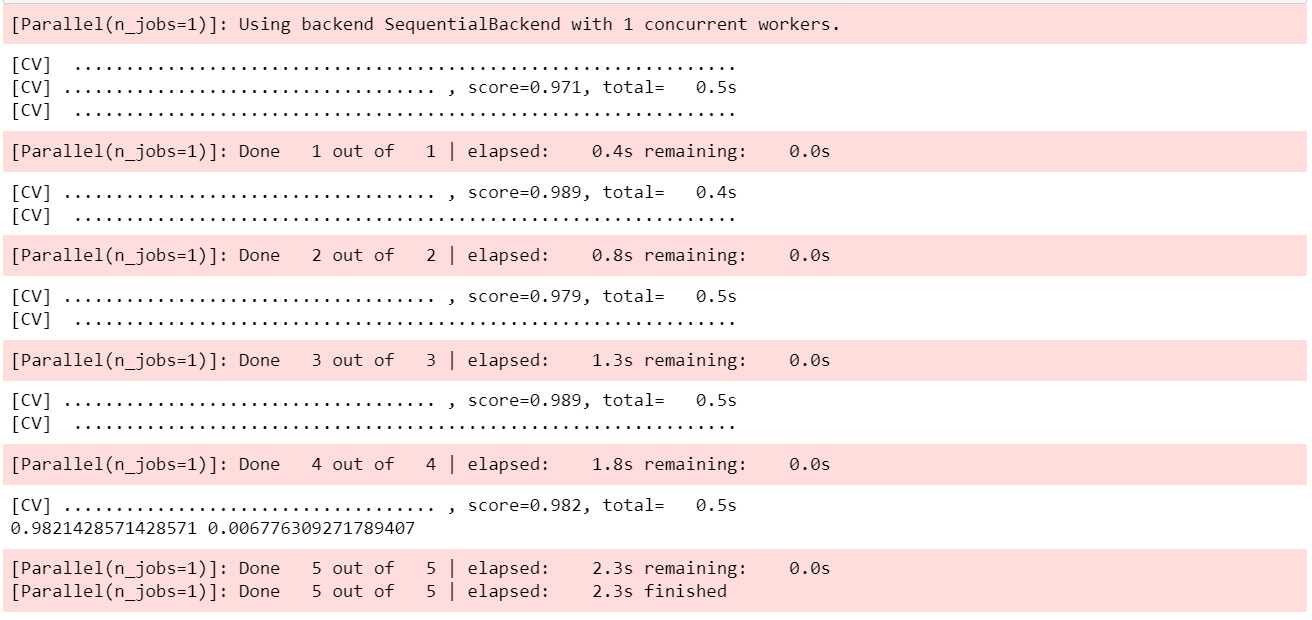 [Parallel(n_jobs=1)]: Using backend SequentialBackend with 1 concurrent workers.
[CV]  ................................................................
[CV] .................................... , score=0.971, total=   0.5s
[CV]  ................................................................
[Parallel(n_jobs=1)]: Done   1 out of   1 | elapsed:    0.4s remaining:    0.0s
[CV] .................................... , score=0.989, total=   0.4s
[CV]  ................................................................
[Parallel(n_jobs=1)]: Done   2 out of   2 | elapsed:    0.8s remaining:    0.0s
[CV] .................................... , score=0.979, total=   0.5s
[CV]  ................................................................
[Parallel(n_jobs=1)]: Done   3 out of   3 | elapsed:    1.3s remaining:    0.0s
[CV] .................................... , score=0.989, total=   0.5s
[CV]  ................................................................
[Parallel(n_jobs=1)]: Done   4 out of   4 | elapsed:    1.8s remaining:    0.0s
[CV] .................................... , score=0.982, total=   0.5s
0.9821428571428571 0.006776309271789407
[Parallel(n_jobs=1)]: Done   5 out of   5 | elapsed:    2.3s remaining:    0.0s
[Parallel(n_jobs=1)]: Done   5 out of   5 | elapsed:    2.3s finished